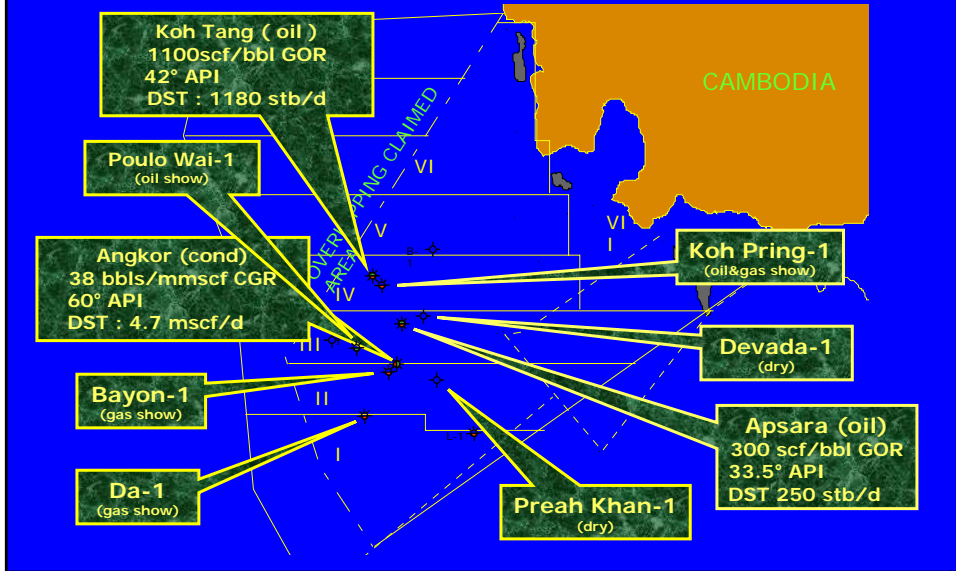 Koh Tang ( oil )
1100scf/bbl GOR
42° API
DST : 1180 stb/d
CAMBODIA
OVERLAPPING CLAIMED
AREA
Poulo Wai-1
(oil show)
VI
V
IV
III
II
I
VI
I
Angkor (cond)
38 bbls/mmscf CGR
60° API
DST : 4.7 mscf/d
Koh Pring-1
(oil&gas show)
Devada-1
(dry)
Bayon-1
(gas show)
Apsara (oil)
300 scf/bbl GOR
33.5° API
DST 250 stb/d
Da-1
(gas show)
Preah Khan-1
(dry)